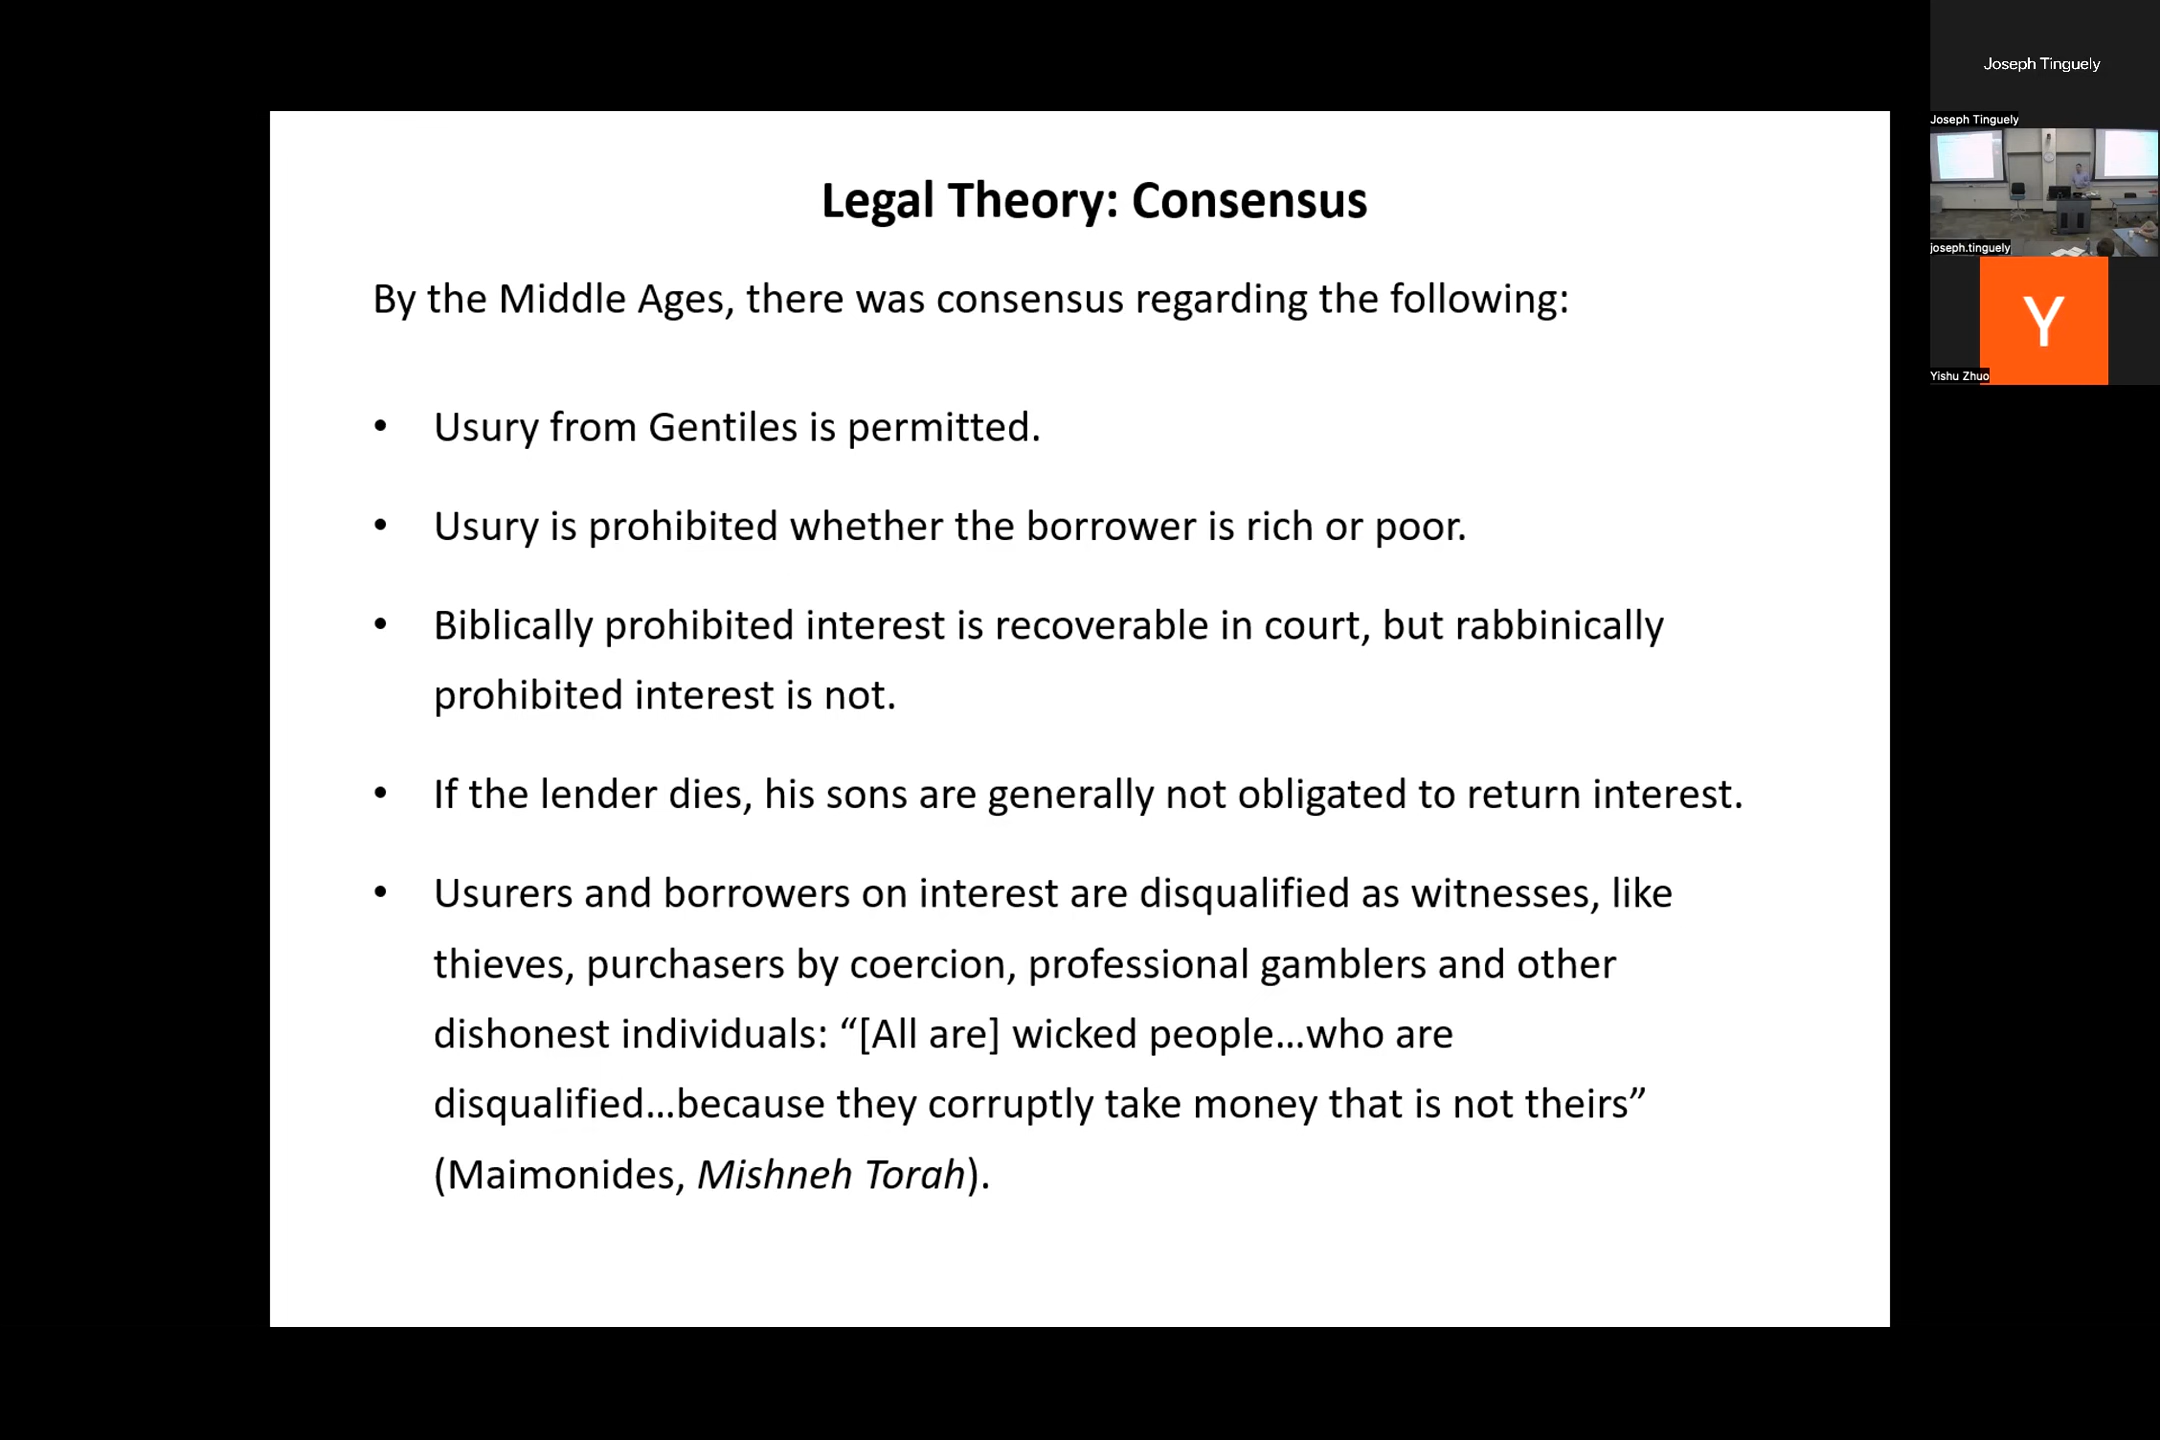 Legal Theory: Consensus
By the Middle Ages, there was consensus regarding the following:
• Usury from Gentiles is permitted.
• Usury is prohibited whether the borrower is rich or poor.
• Biblically prohibited interest is recoverable in court, but rabbinically
prohibited interest is not.
• If the lender dies, his sons are generally not obligated to return interest.
• Usurers and borrowers on interest are disqualified as witnesses, like
thieves, purchasers by coercion, professional gamblers and other
dishonest individuals: “[All are] wicked people…who are
disqualified…because they corruptly take money that is not theirs”
(Maimonides, Mishneh Torah).
Joseph Tinguely
Joseph Tinguely
joseph.tinguely
Y
Yishu Zhuo